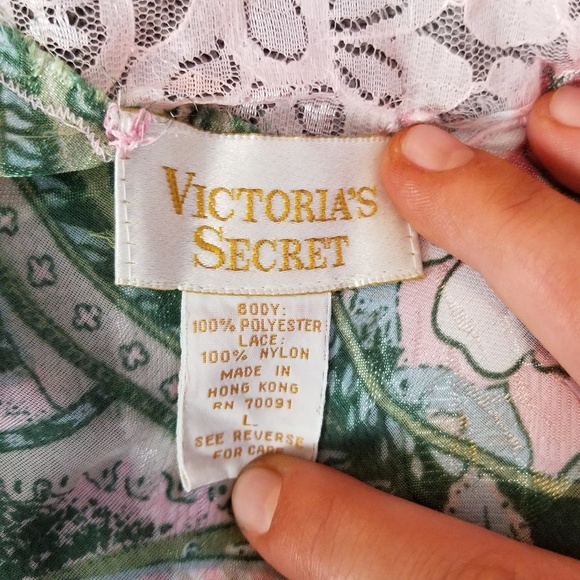 VICTORIA'S
SECRET
BODY:
100% POLYESTER
LACE:
100% NYLON
MADE IN
HONG KONG
RN 70091
L
SEE REVERSE
FOR CARE